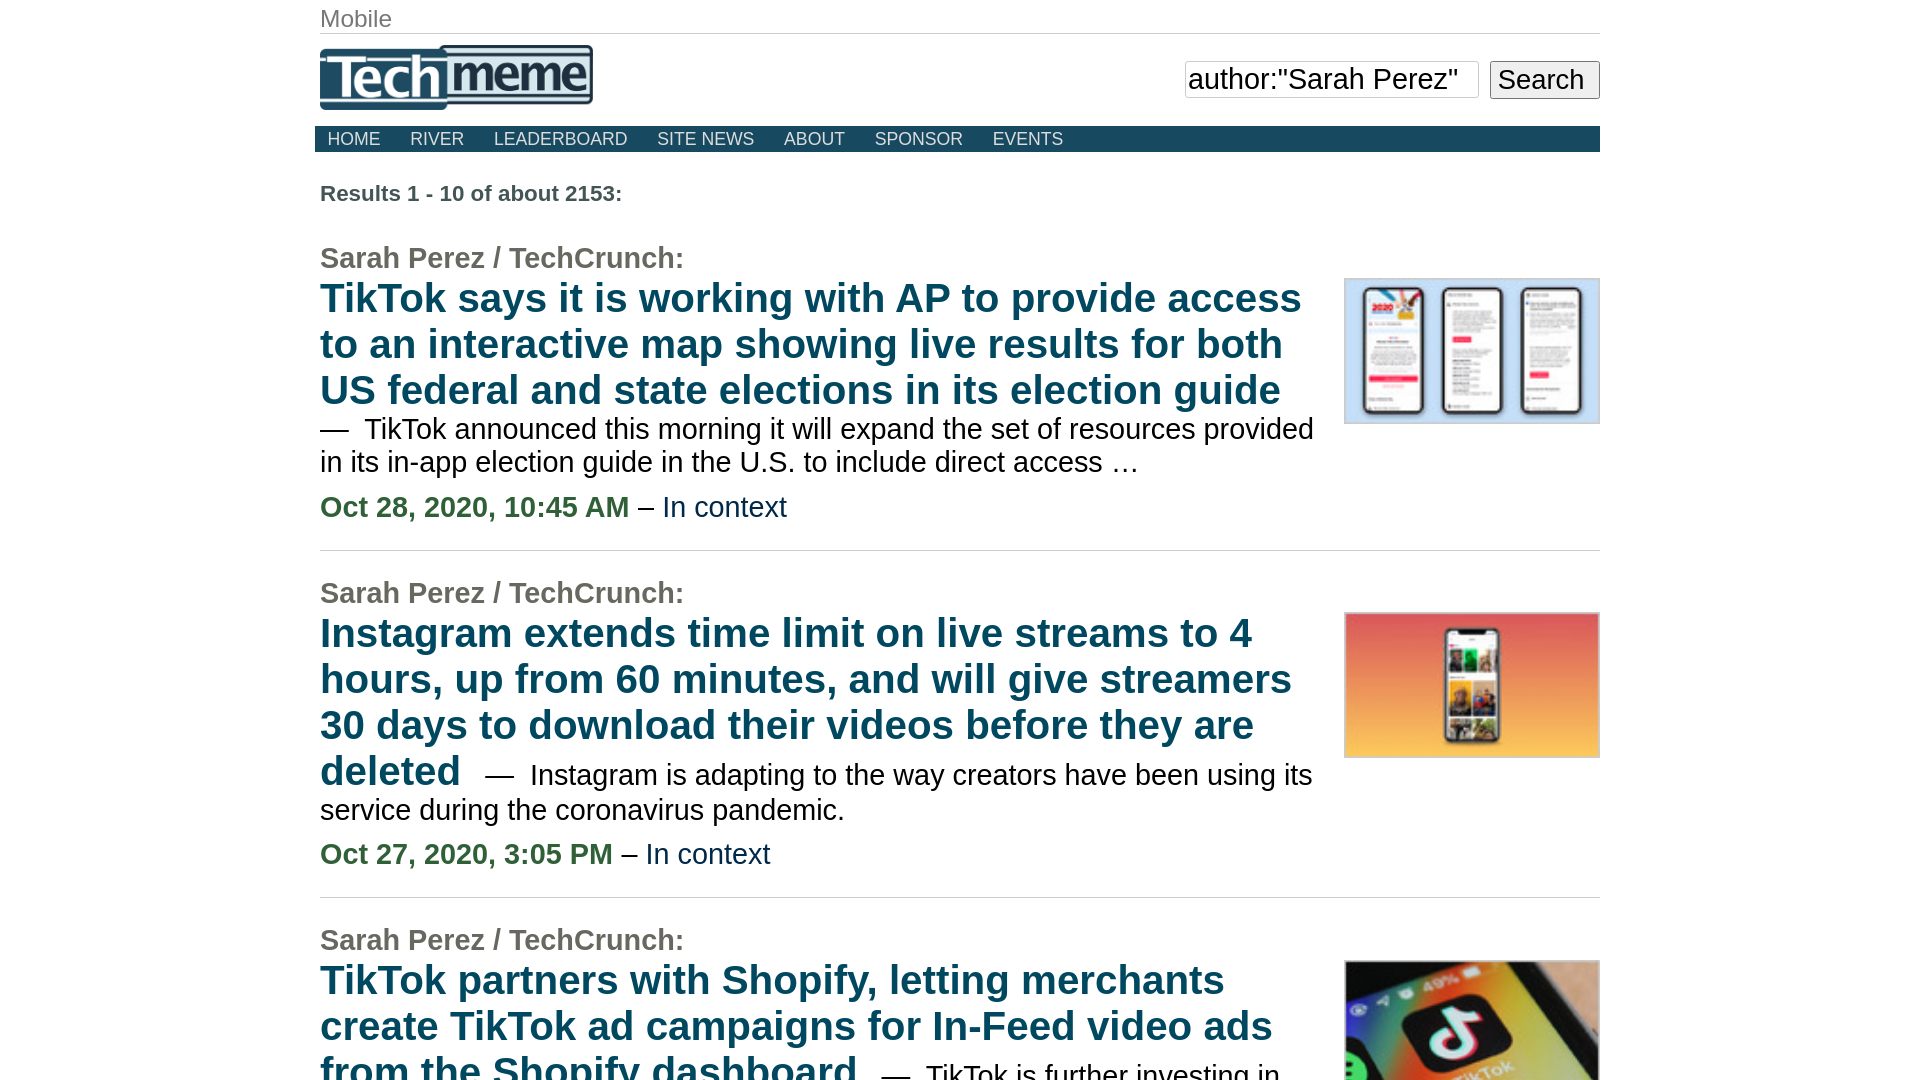 Mobile
Techmeme
author:"Sarah Perez" Search
HOME RIVER LEADERBOARD SITE NEWS ABOUT SPONSOR EVENTS
Results 1 - 10 of about 2153:
Sarah Perez / TechCrunch:
TikTok says it is working with AP to provide access
to an interactive map showing live results for both
US federal and state elections in its election guide
— TikTok announced this morning it will expand the set of resources provided
in its in-app election guide in the U.S. to include direct access …
Oct 28, 2020, 10:45 AM – In context
2020
Sarah Perez / TechCrunch:
Instagram extends time limit on live streams to 4
hours, up from 60 minutes, and will give streamers
30 days to download their videos before they are
deleted — Instagram is adapting to the way creators have been using its
service during the coronavirus pandemic.
Oct 27, 2020, 3:05 PM – In context
Sarah Perez / TechCrunch:
TikTok partners with Shopify, letting merchants
create TikTok ad campaigns for In-Feed video ads
from the Shopify dashboard — TikTok is further investing in
49%
TikTok